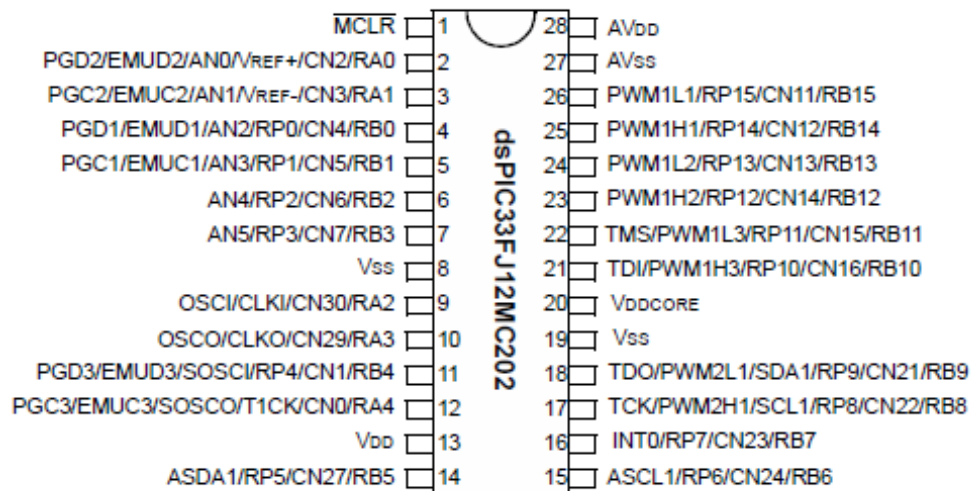 MCLR 1 28 AVDD
PGD2/EMUD2/AN0/VREF+/CN2/RA0 2 27 AVSS
PGC2/EMUC2/AN1/VREF-/CN3/RA1 3 26 PWM1L1/RP15/CN11/RB15
PGD1/EMUD1/AN2/RP0/CN4/RB0 4 25 PWM1H1/RP14/CN12/RB14
PGC1/EMUC1/AN3/RP1/CN5/RB1 5 24 PWM1L2/RP13/CN13/RB13
AN4/RP2/CN6/RB2 6 23 PWM1H2/RP12/CN14/RB12
AN5/RP3/CN7/RB3 7 22 TMS/PWM1L3/RP11/CN15/RB11
VSS 8 21 TDI/PWM1H3/RP10/CN16/RB10
OSCI/CLKI/CN30/RA2 9 20 VDDCORE
OSCO/CLKO/CN29/RA3 10 19 VSS
PGD3/EMUD3/SOSCI/RP4/CN1/RB4 11 18 TDO/PWM2L1/SDA1/RP9/CN21/RB9
PGC3/EMUC3/SOSCO/T1CK/CN0/RA4 12 17 TCK/PWM2H1/SCL1/RP8/CN22/RB8
VDD 13 16 INT0/RP7/CN23/RB7
ASDA1/RP5/CN27/RB5 14 15 ASCL1/RP6/CN24/RB6
dsPIC33FJ12MC202